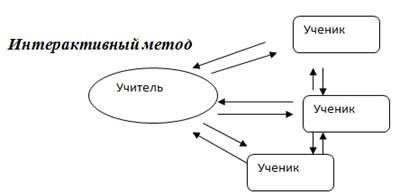 Ученик
Интерактивный метод
Учитель
Ученик
Ученик